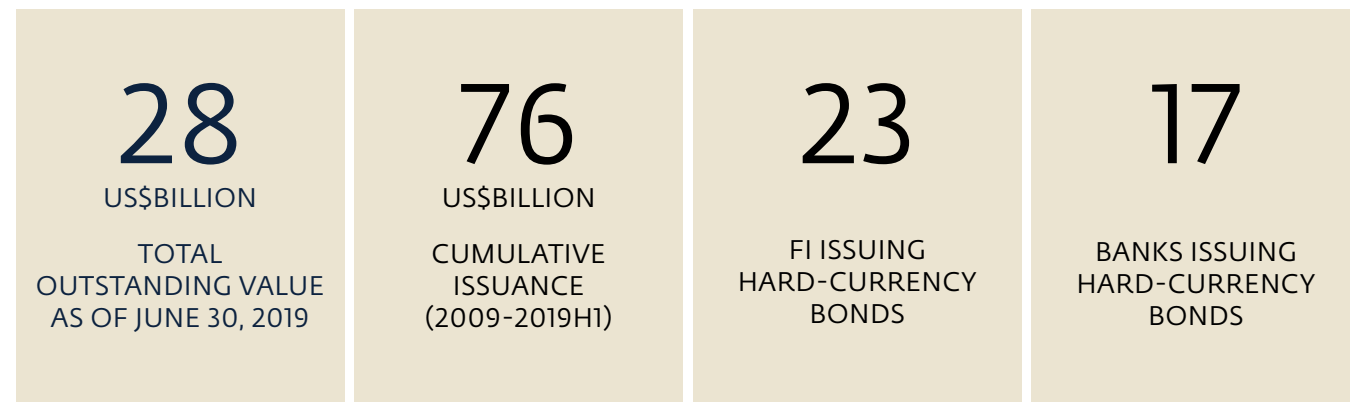 28
US$BILLION
TOTAL
OUTSTANDING VALUE
AS OF JUNE 30, 2019
76
US$BILLION
CUMULATIVE
ISSUANCE
(2009-2019H1)
23
FI ISSUING
HARD-CURRENCY
BONDS
17
BANKS ISSUING
HARD-CURRENCY
BONDS